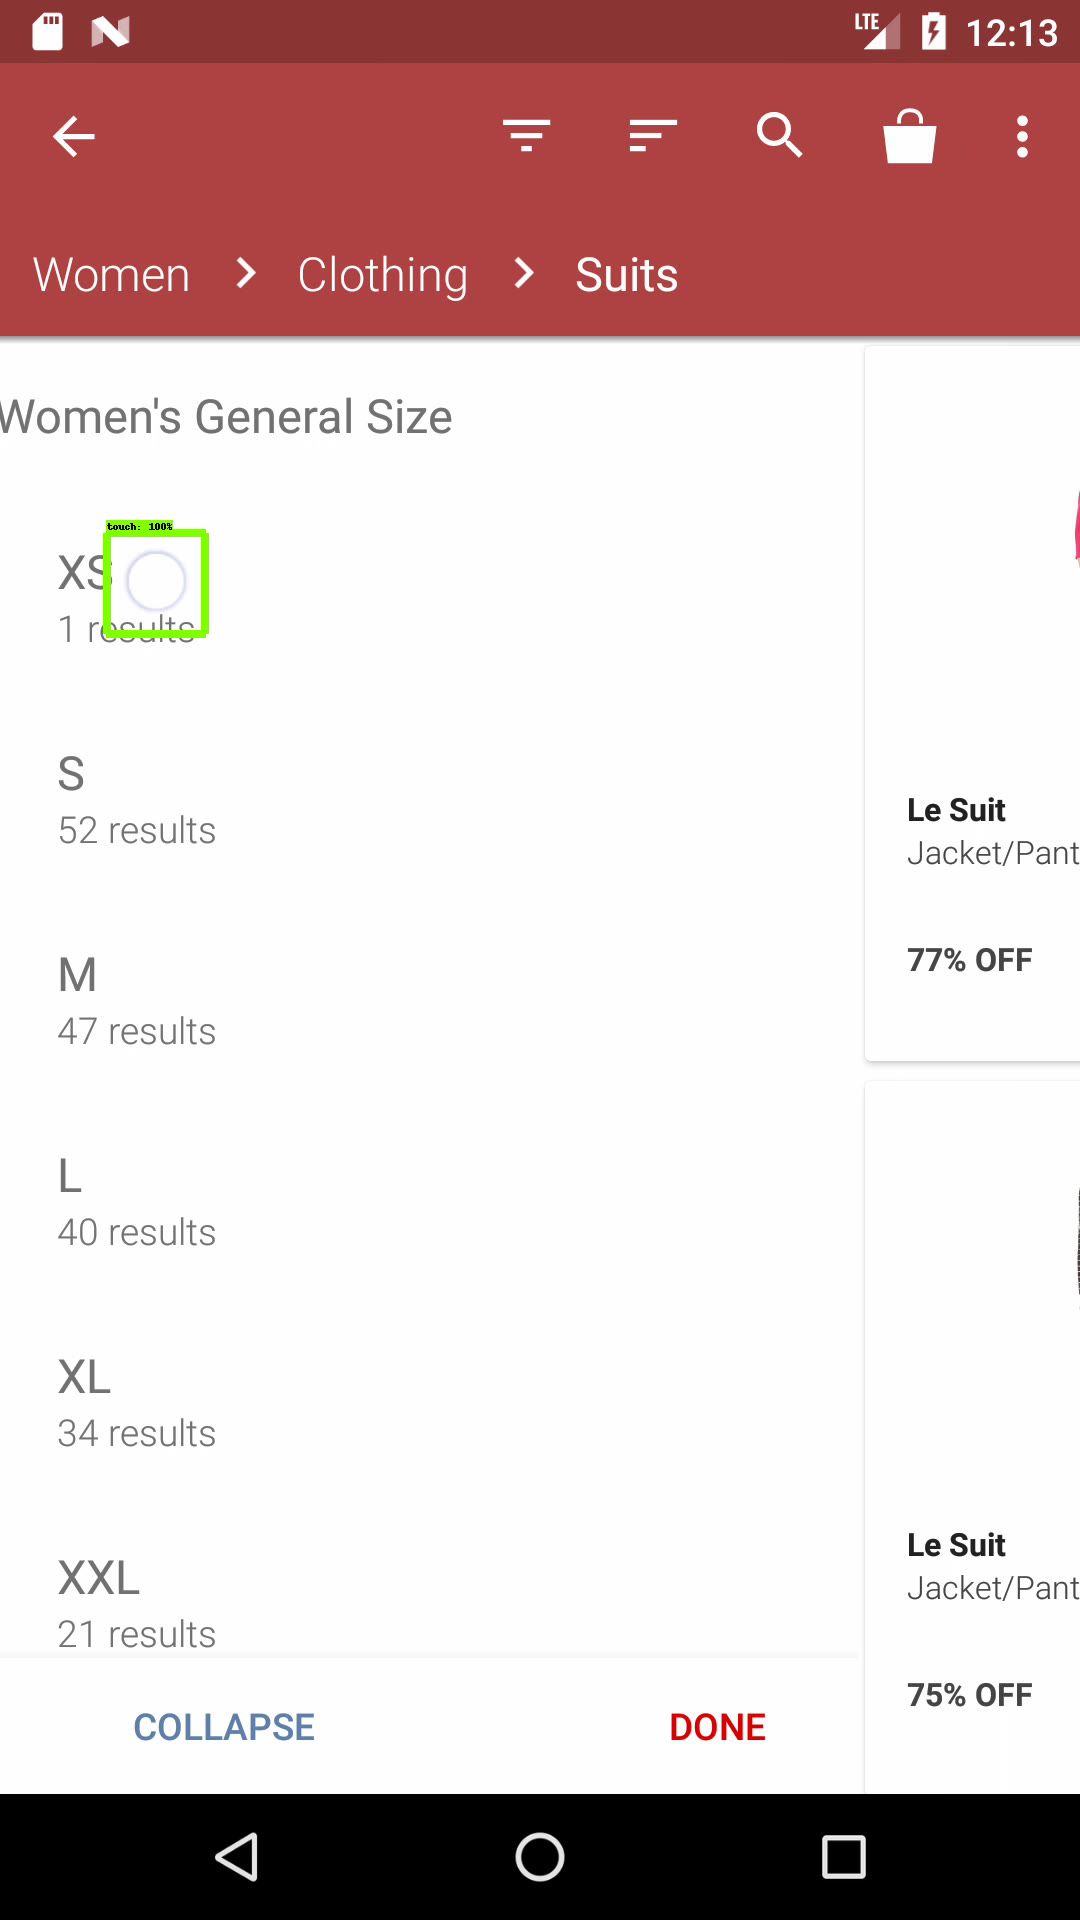 LTE 12:13
Women Clothing Suits
Women's General Size
touch: 100%
XS
1 results
S
52 results
M
47 results
L
40 results
XL
34 results
XXL
21 results
COLLAPSE DONE
Le Suit
Jacket/Pant
77% OFF
Le Suit
Jacket/Pant
75% OFF